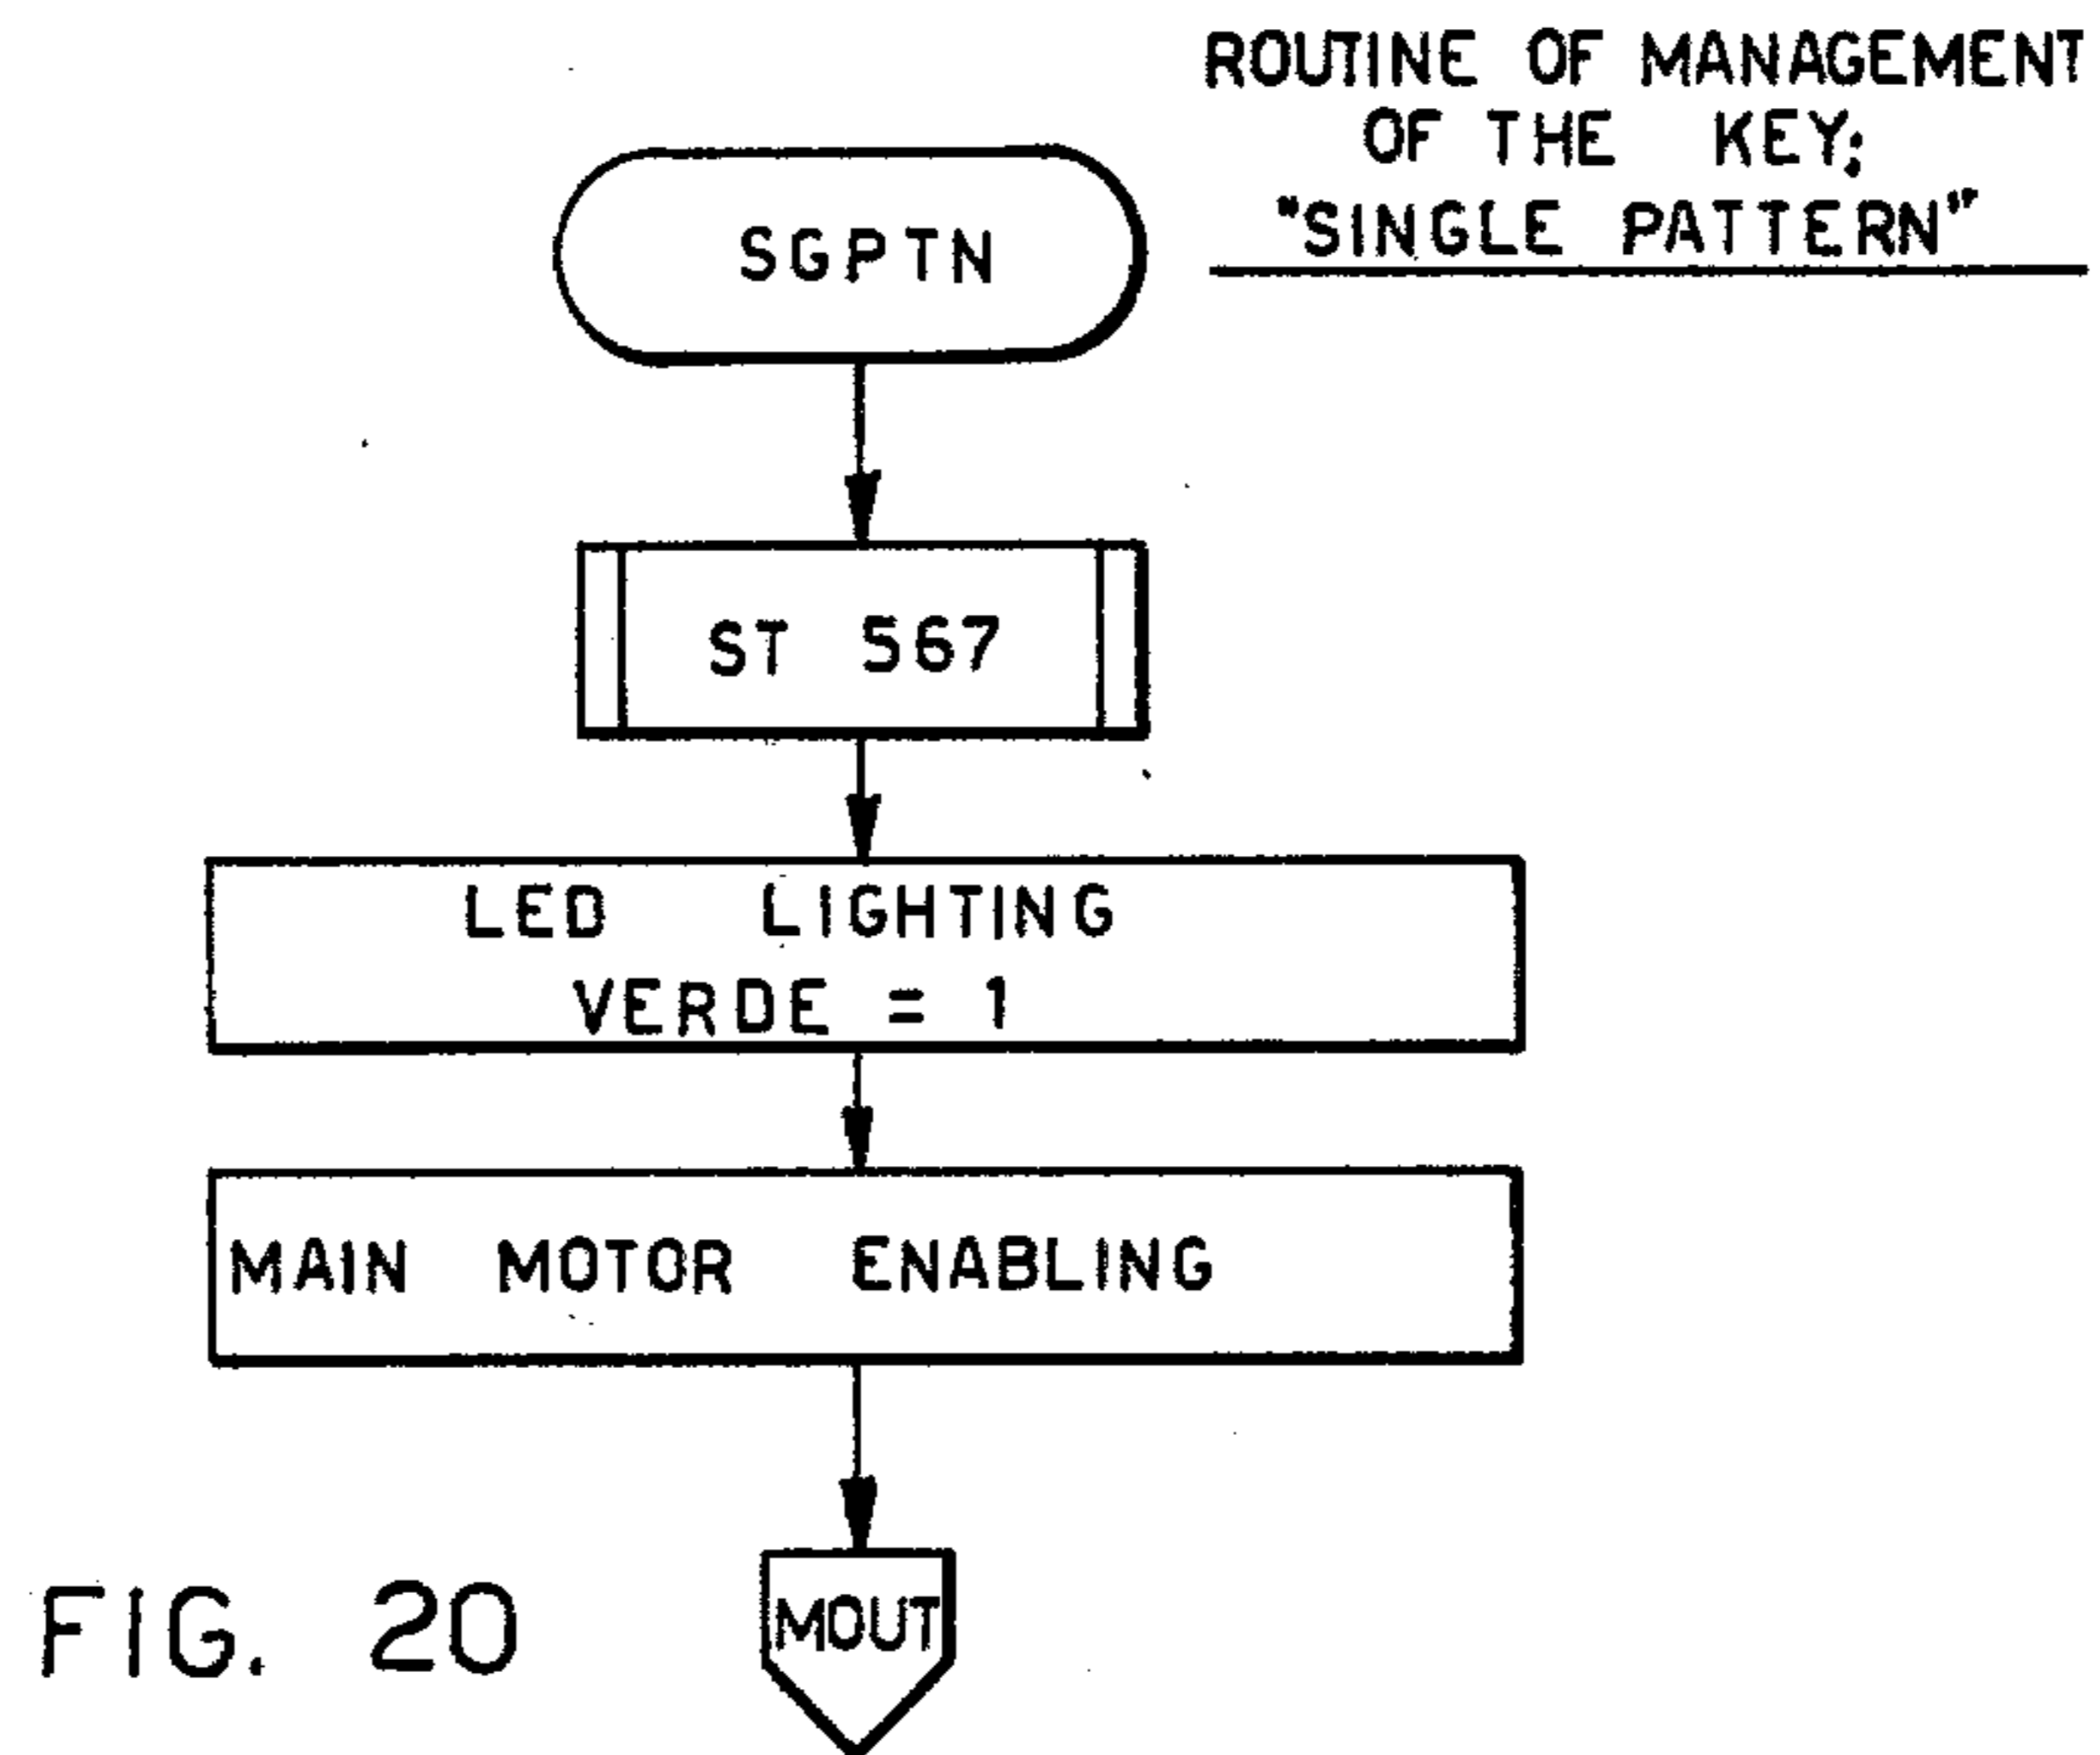 ROUTINE OF MANAGEMENT
OF THE KEY:
"SINGLE PATTERN"
SGPTN
ST 567
LED LIGHTING
VERDE = 1
MAIN MOTOR ENABLING
MOUT
FIG. 20